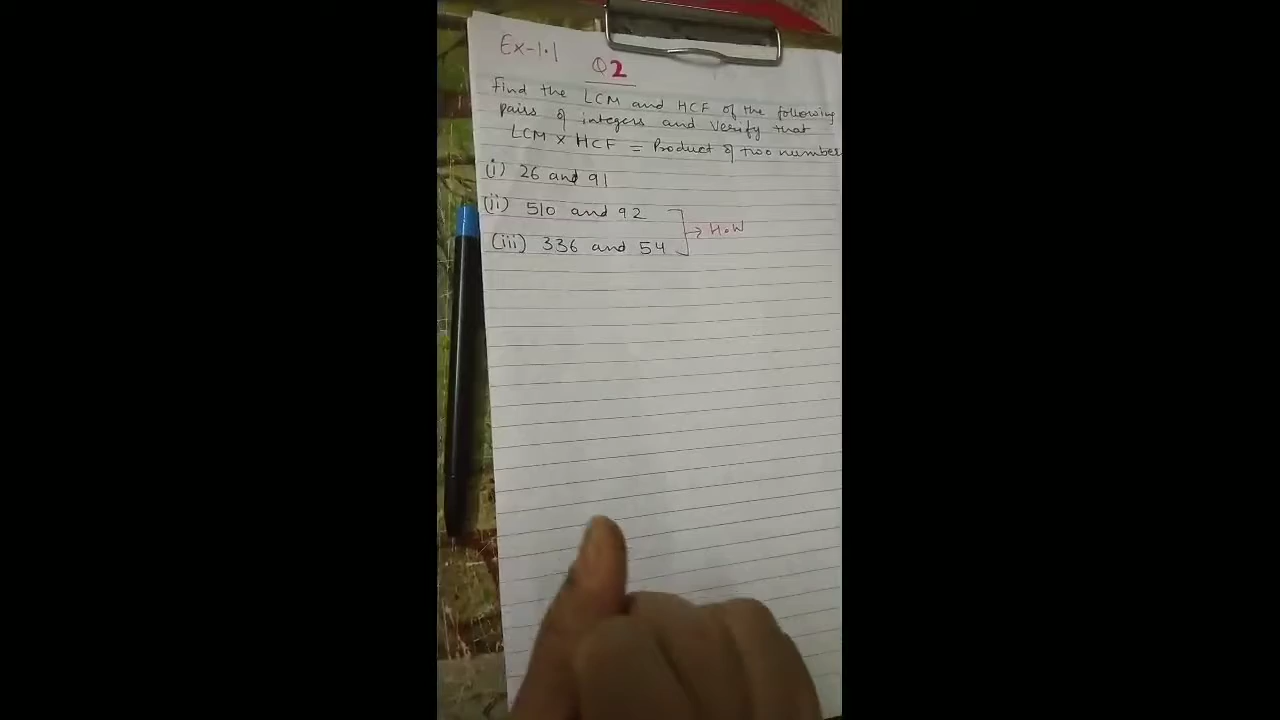 Ex-1.1
Q2
Find the LCM and HCF of the following
pairs of integers and verify that
LCM × HCF = Product of two number
(i) 26 and 91
(ii) 510 and 92
→ H.W
(iii) 336 and 54